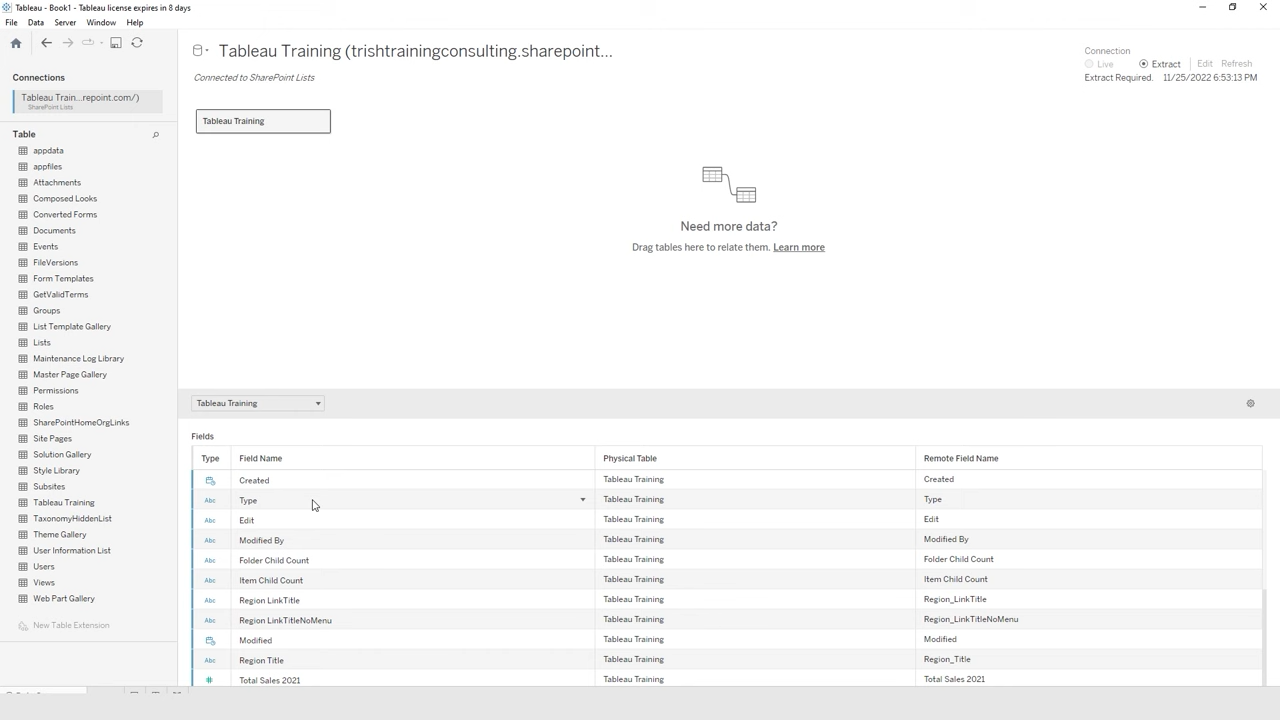 Tableau - Book1 - Tableau license expires in 8 days
File Data Server Window Help
Tableau Training (trishtrainingconsulting.sharepoint...
Connected to SharePoint Lists
Connection
Live Extract Edit Refresh
Extract Required. 11/25/2022 6:53:13 PM
Connections
Tableau Train...repoint.com/)
SharePoint Lists
Table
appdata
appfiles
Attachments
Composed Looks
Converted Forms
Documents
Events
FileVersions
Form Templates
GetValidTerms
Groups
List Template Gallery
Lists
Maintenance Log Library
Master Page Gallery
Permissions
Roles
SharePointHomeOrgLinks
Site Pages
Solution Gallery
Style Library
Subsites
Tableau Training
TaxonomyHiddenList
Theme Gallery
User Information List
Users
Views
Web Part Gallery
New Table Extension
Tableau Training
Need more data?
Drag tables here to relate them. Learn more
Tableau Training
Fields
Type Field Name Physical Table Remote Field Name
Created Tableau Training Created
Abc Type Tableau Training Type
Abc Edit Tableau Training Edit
Abc Modified By Tableau Training Modified By
Abc Folder Child Count Tableau Training Folder Child Count
Abc Item Child Count Tableau Training Item Child Count
Abc Region LinkTitle Tableau Training Region_LinkTitle
Abc Region LinkTitleNoMenu Tableau Training Region_LinkTitleNoMenu
Modified Tableau Training Modified
Abc Region Title Tableau Training Region_Title
# Total Sales 2021 Tableau Training Total Sales 2021